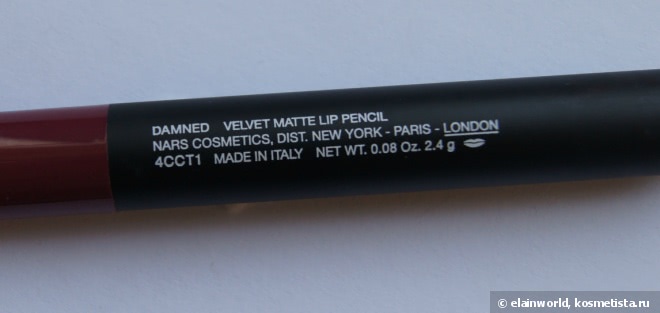 DAMNED VELVET MATTE LIP PENCIL
NARS COSMETICS, DIST. NEW YORK - PARIS - LONDON
4CCT1 MADE IN ITALY NET WT. 0.08 Oz. 2.4 g
© elainworld, kosmetista.ru